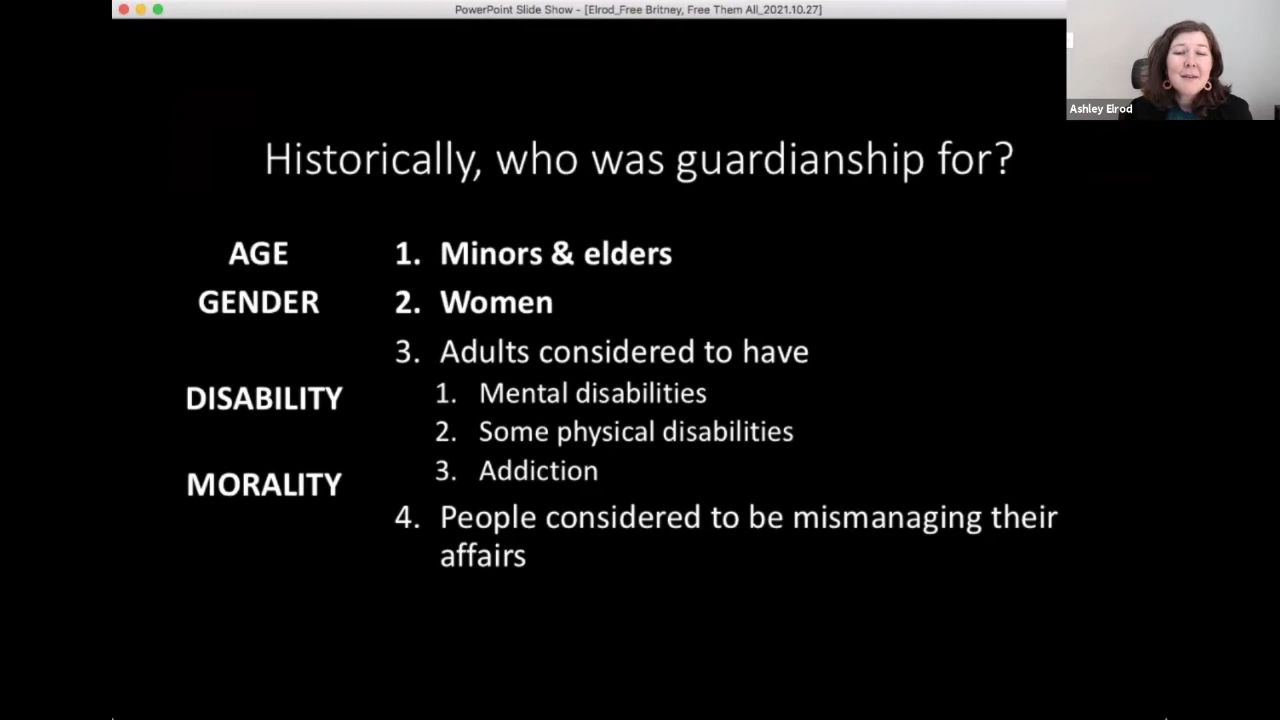 PowerPoint Slide Show - [Elrod_Free Britney, Free Them All_2021.10.27]
Ashley Elrod
Historically, who was guardianship for?
AGE
1. Minors & elders
GENDER
2. Women
3. Adults considered to have
DISABILITY
1. Mental disabilities
2. Some physical disabilities
3. Addiction
MORALITY
4. People considered to be mismanaging their
affairs